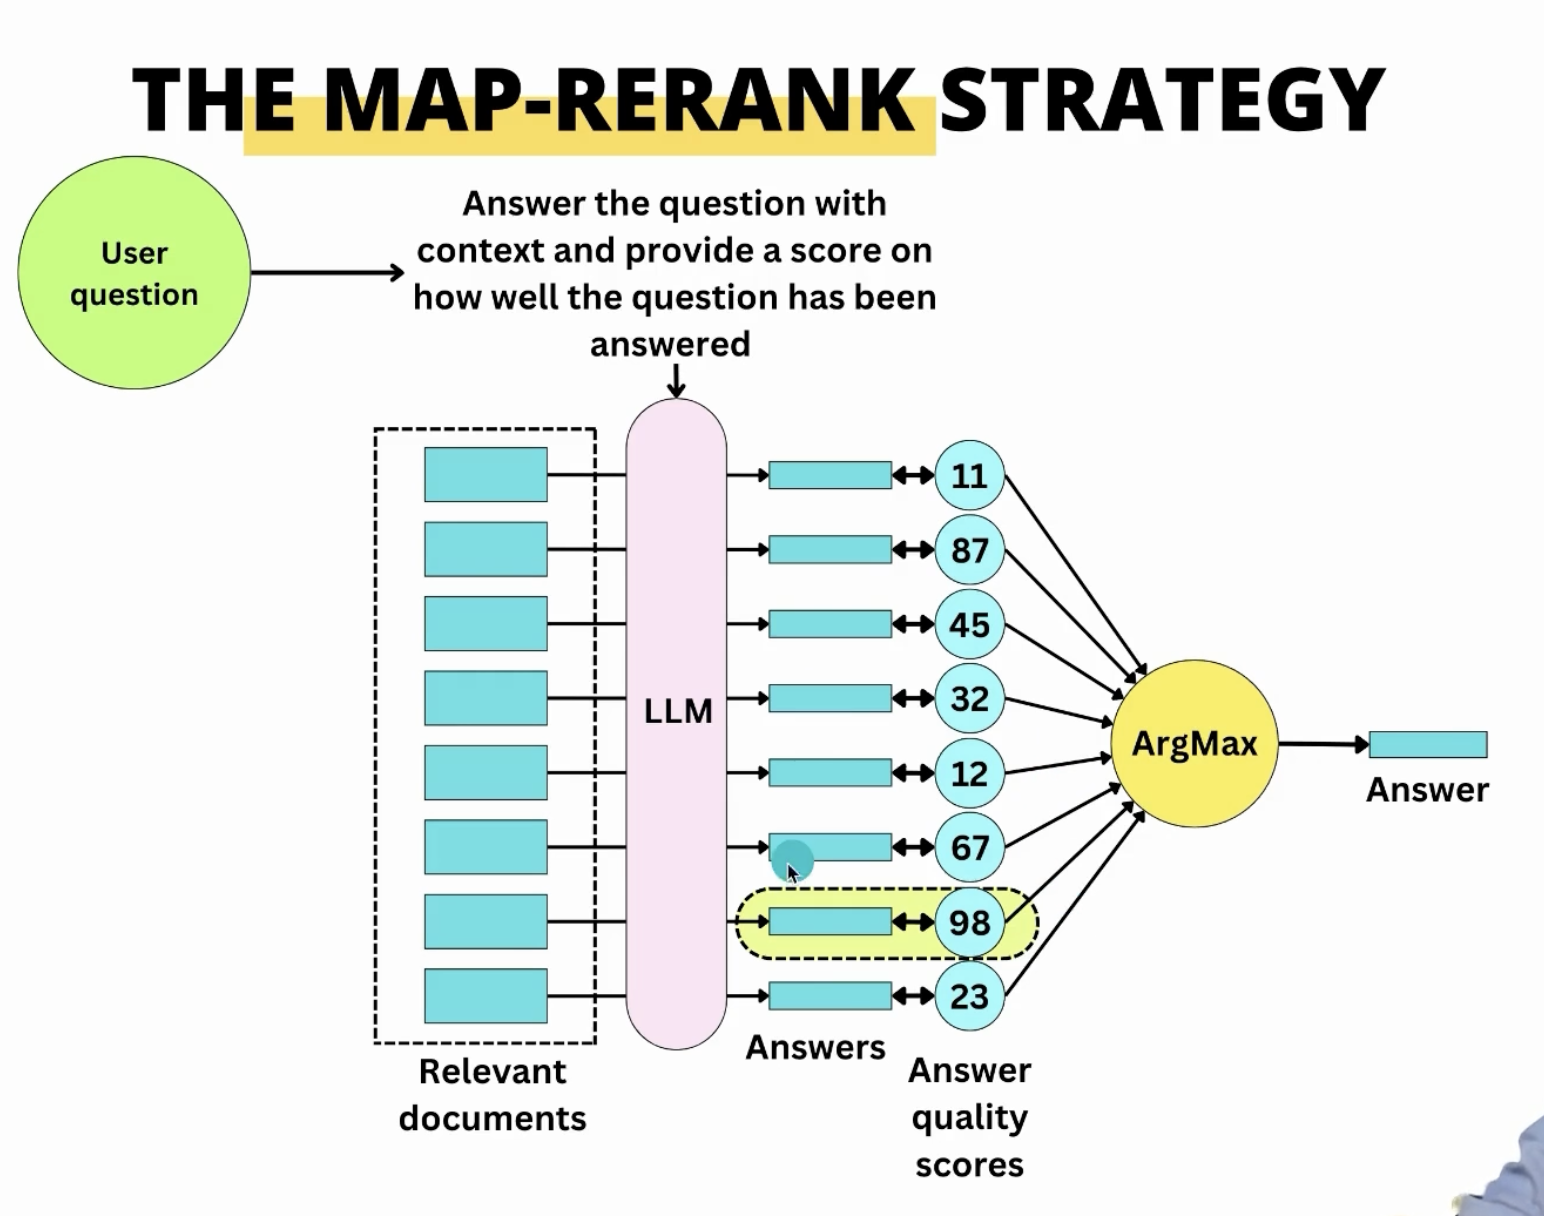 THE MAP-RERANK STRATEGY
User
question
Answer the question with
context and provide a score on
how well the question has been
answered
11
87
45
32
LLM
12
67
98
23
ArgMax
Answer
Answers
Relevant
documents
Answer
quality
scores